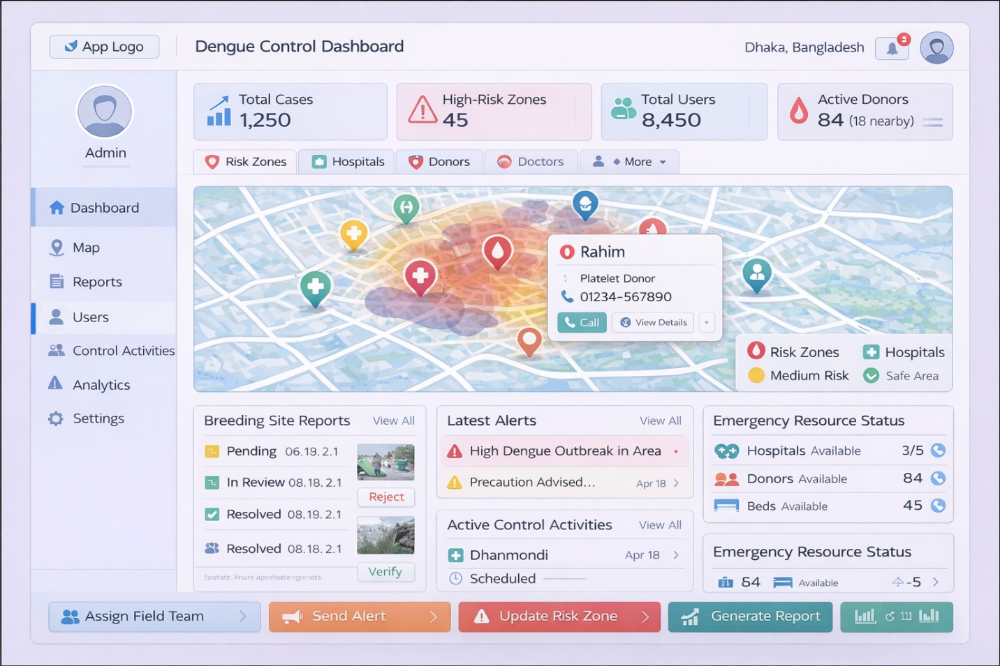 App Logo
Dengue Control Dashboard
Dhaka, Bangladesh
3
Admin
Dashboard
Map
Reports
Users
Control Activities
Analytics
Settings
Total Cases
1,250
High-Risk Zones
45
Total Users
8,450
Active Donors
84 (18 nearby)
Risk Zones
Hospitals
Donors
Doctors
More
Rahim
Platelet Donor
01234-567890
Call
View Details
Risk Zones
Hospitals
Medium Risk
Safe Area
Breeding Site Reports
View All
Pending 06.19.2.1
In Review 08.18.2.1
Reject
Resolved 08.19.2.1
Resolved 08.18.2.1
Verify
Latest Alerts
View All
High Dengue Outbreak in Area
Precaution Advised...
Apr 18
Active Control Activities
View All
Dhanmondi
Apr 18
Scheduled
Emergency Resource Status
Hospitals Available 3/5
Donors Available 84
Beds Available 45
Emergency Resource Status
54 Available -5
Assign Field Team
Send Alert
Update Risk Zone
Generate Report